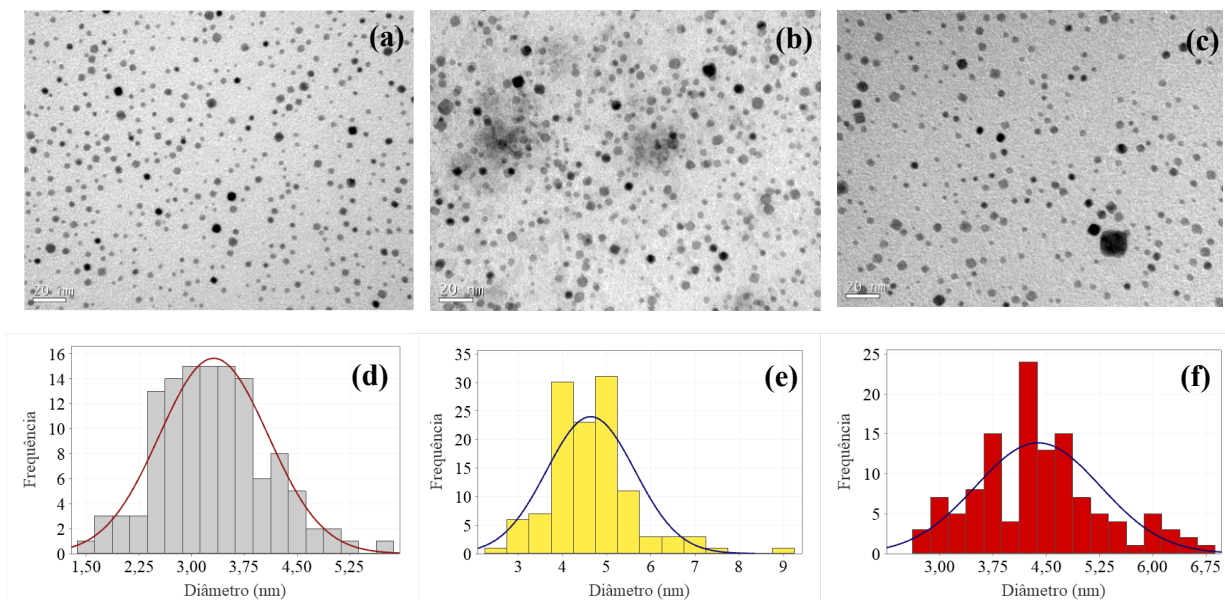 (a)
20 nm
(b)
20 nm
(c)
20 nm
(d)
Frequência
16
14
12
10
8
6
4
2
0
1,50 2,25 3,00 3,75 4,50 5,25
Diâmetro (nm)
(e)
Frequência
35
30
25
20
15
10
5
0
3 4 5 6 7 8 9
Diâmetro (nm)
(f)
Frequência
25
20
15
10
5
0
3,00 3,75 4,50 5,25 6,00 6,75
Diâmetro (nm)